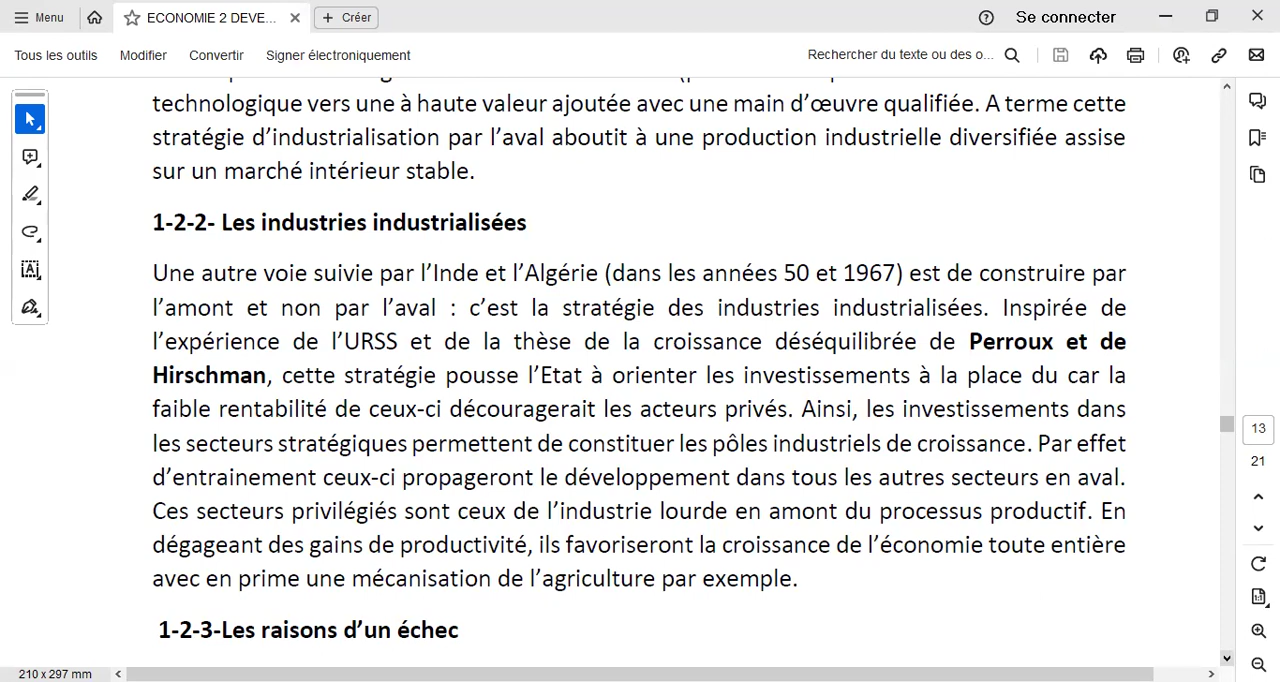 Menu
ECONOMIE 2 DEVE...
Créer
Se connecter
Tous les outils
Modifier
Convertir
Signer électroniquement
Rechercher du texte ou des o...
technologique vers une à haute valeur ajoutée avec une main d'œuvre qualifiée. A terme cette
stratégie d'industrialisation par l'aval aboutit à une production industrielle diversifiée assise
sur un marché intérieur stable.
1-2-2- Les industries industrialisées
Une autre voie suivie par l'Inde et l'Algérie (dans les années 50 et 1967) est de construire par
l'amont et non par l'aval : c'est la stratégie des industries industrialisées. Inspirée de
l'expérience de l'URSS et de la thèse de la croissance déséquilibrée de Perroux et de
Hirschman, cette stratégie pousse l'Etat à orienter les investissements à la place du car la
faible rentabilité de ceux-ci découragerait les acteurs privés. Ainsi, les investissements dans
les secteurs stratégiques permettent de constituer les pôles industriels de croissance. Par effet
d'entrainement ceux-ci propageront le développement dans tous les autres secteurs en aval.
Ces secteurs privilégiés sont ceux de l'industrie lourde en amont du processus productif. En
dégageant des gains de productivité, ils favoriseront la croissance de l'économie toute entière
avec en prime une mécanisation de l'agriculture par exemple.
1-2-3-Les raisons d'un échec
13
21
210 x 297 mm